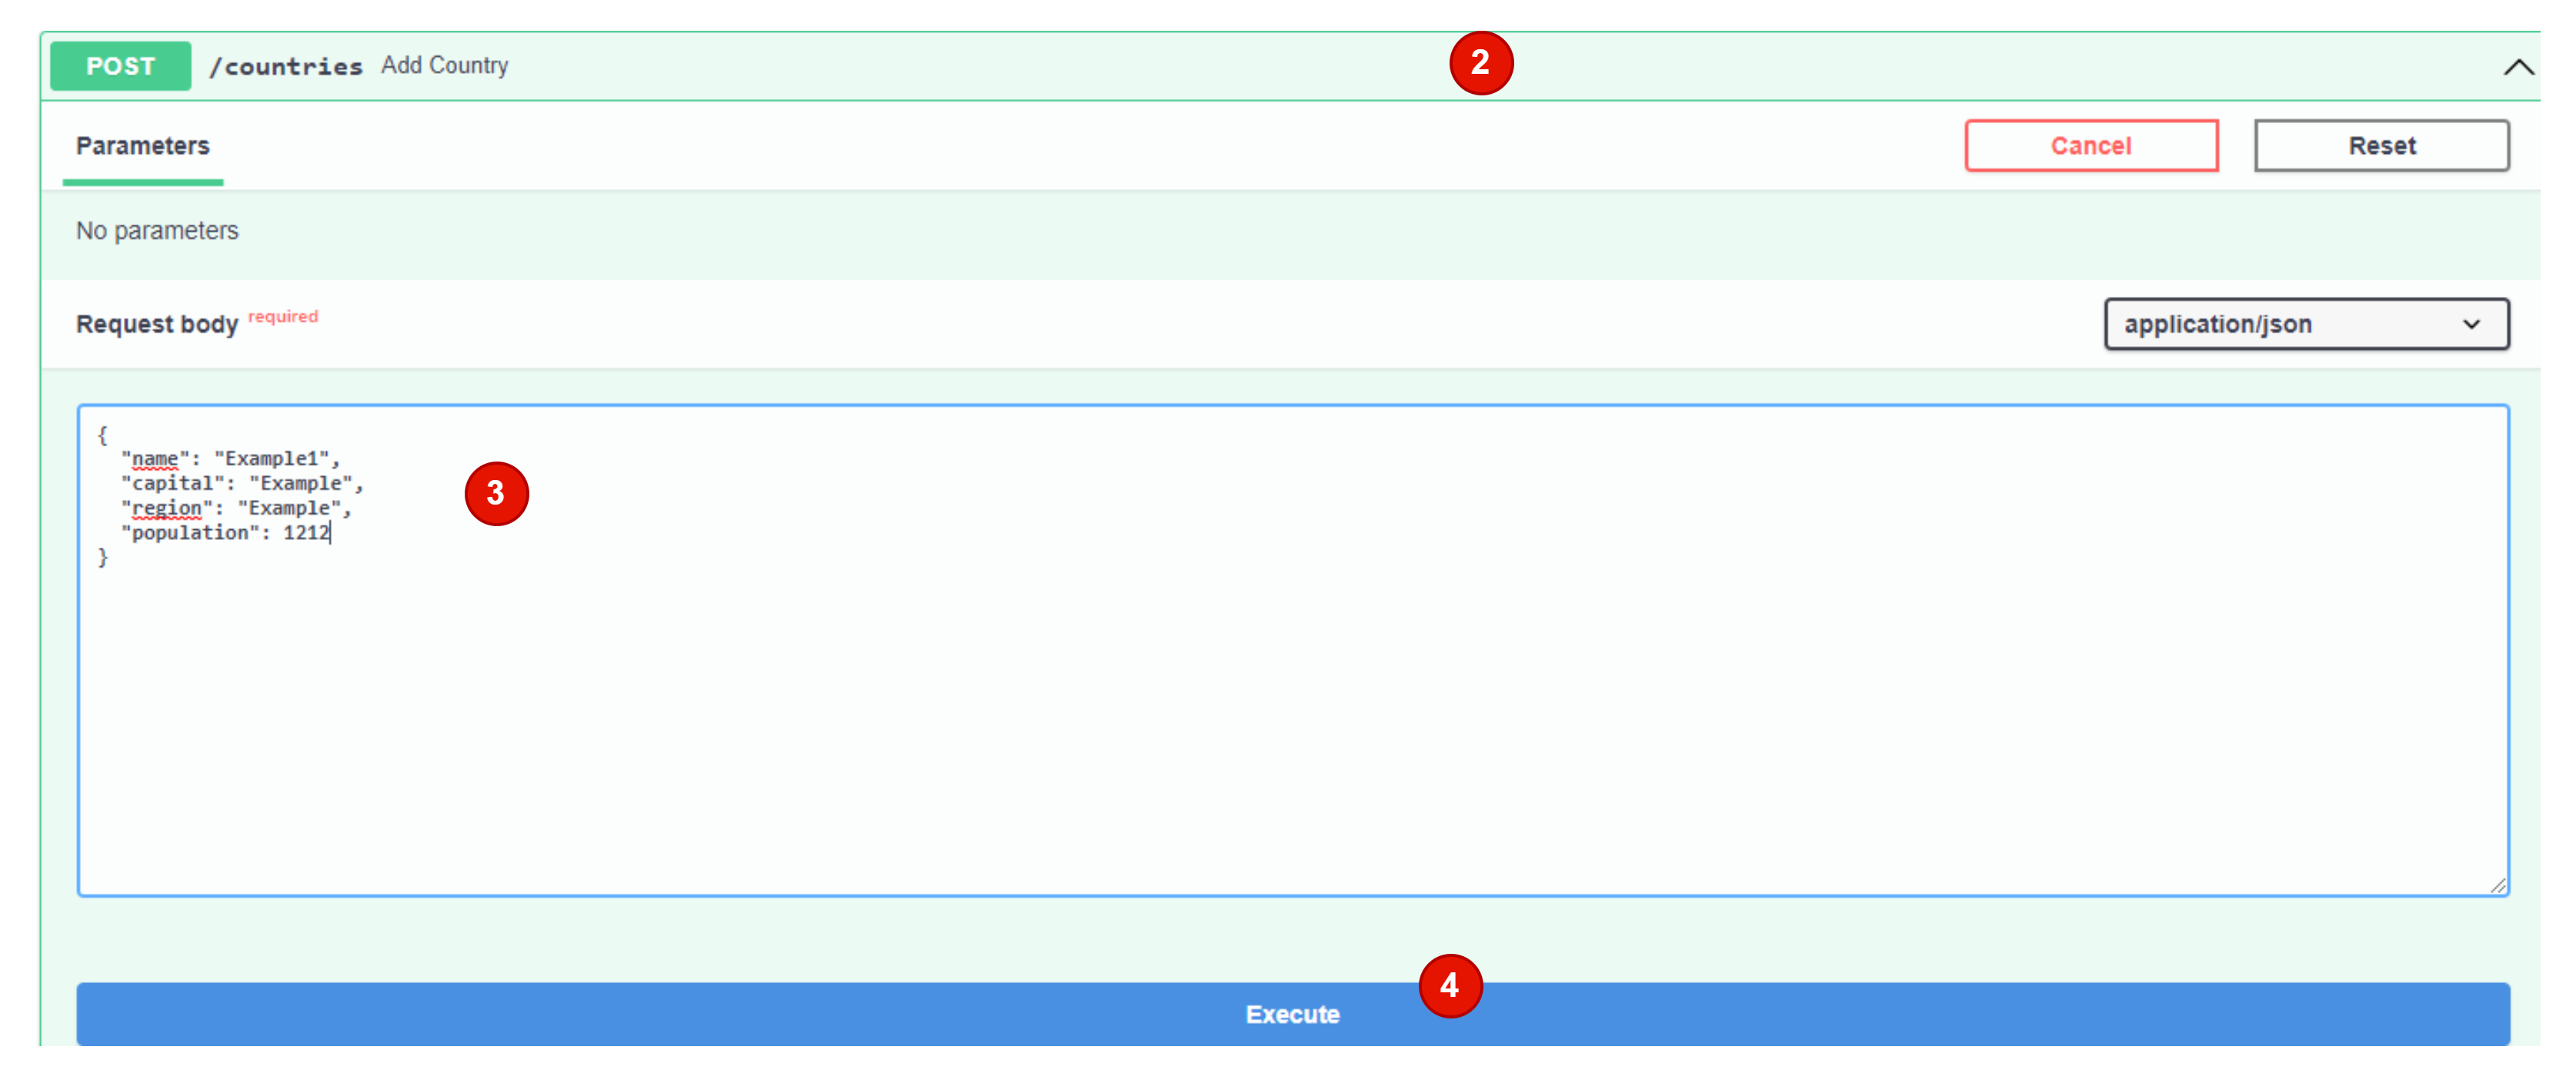 POST /countries Add Country 2
Parameters Cancel Reset
No parameters
Request body required application/json
{
"name": "Example1",
"capital": "Example",
"region": "Example",
"population": 1212
}
3
4
Execute